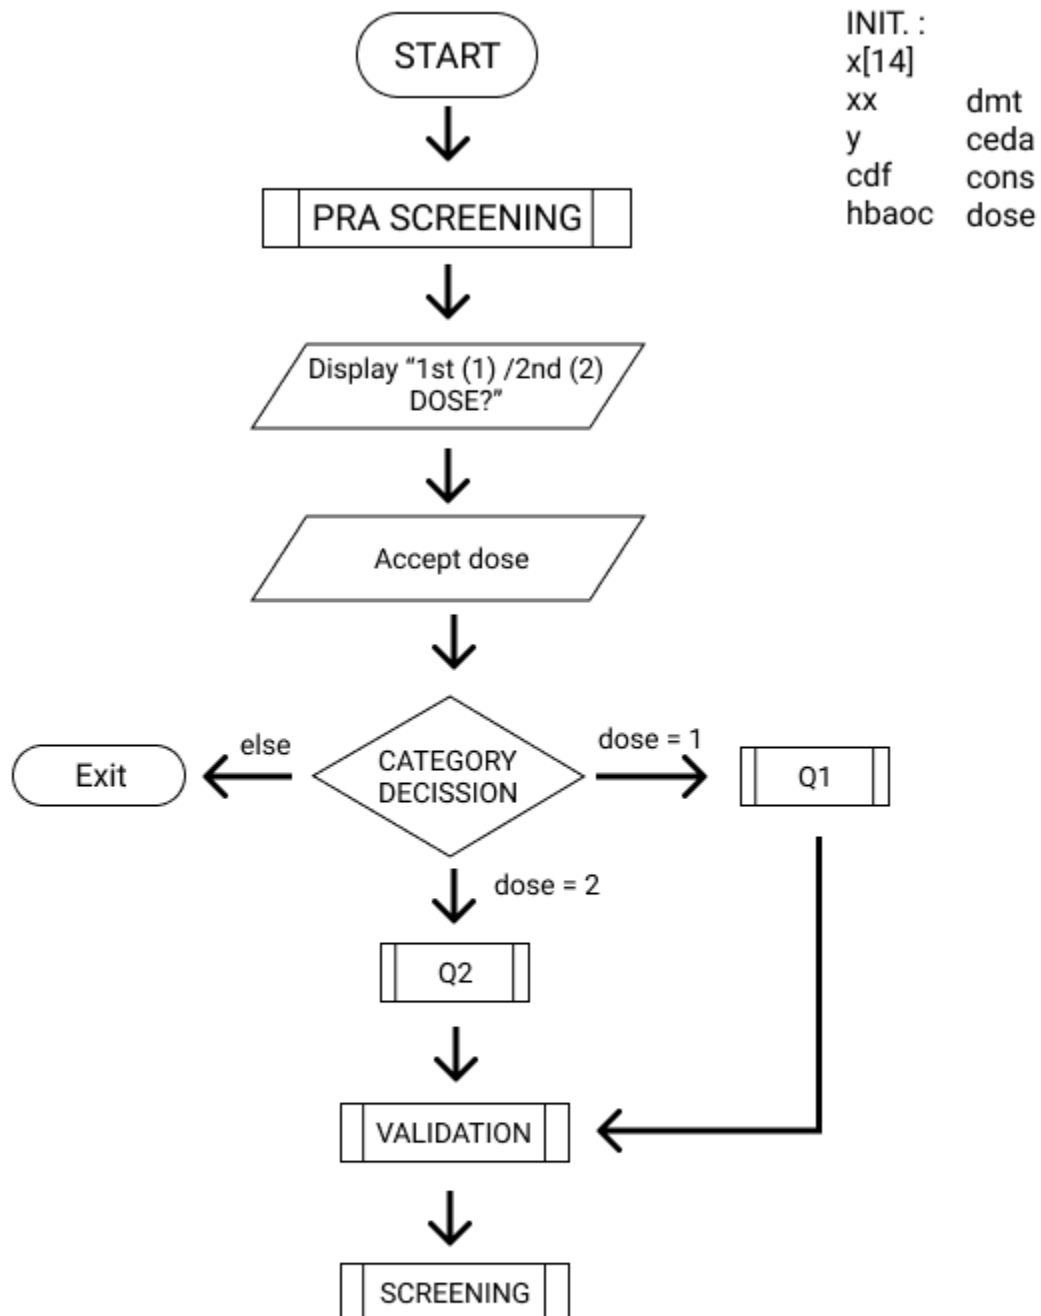 START
INIT. :
x[14]
xx dmt
y ceda
cdf cons
hbaoc dose
PRA SCREENING
Display “1st (1) /2nd (2)
DOSE?”
Accept dose
CATEGORY
DECISSION
else
Exit
dose = 1
Q1
dose = 2
Q2
VALIDATION
SCREENING